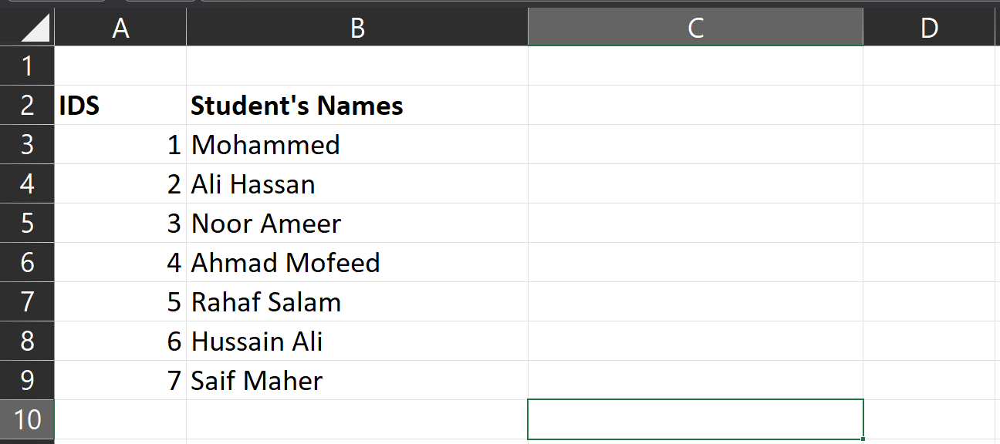 A B C D
1
2 IDS Student's Names
3 1 Mohammed
4 2 Ali Hassan
5 3 Noor Ameer
6 4 Ahmad Mofeed
7 5 Rahaf Salam
8 6 Hussain Ali
9 7 Saif Maher
10